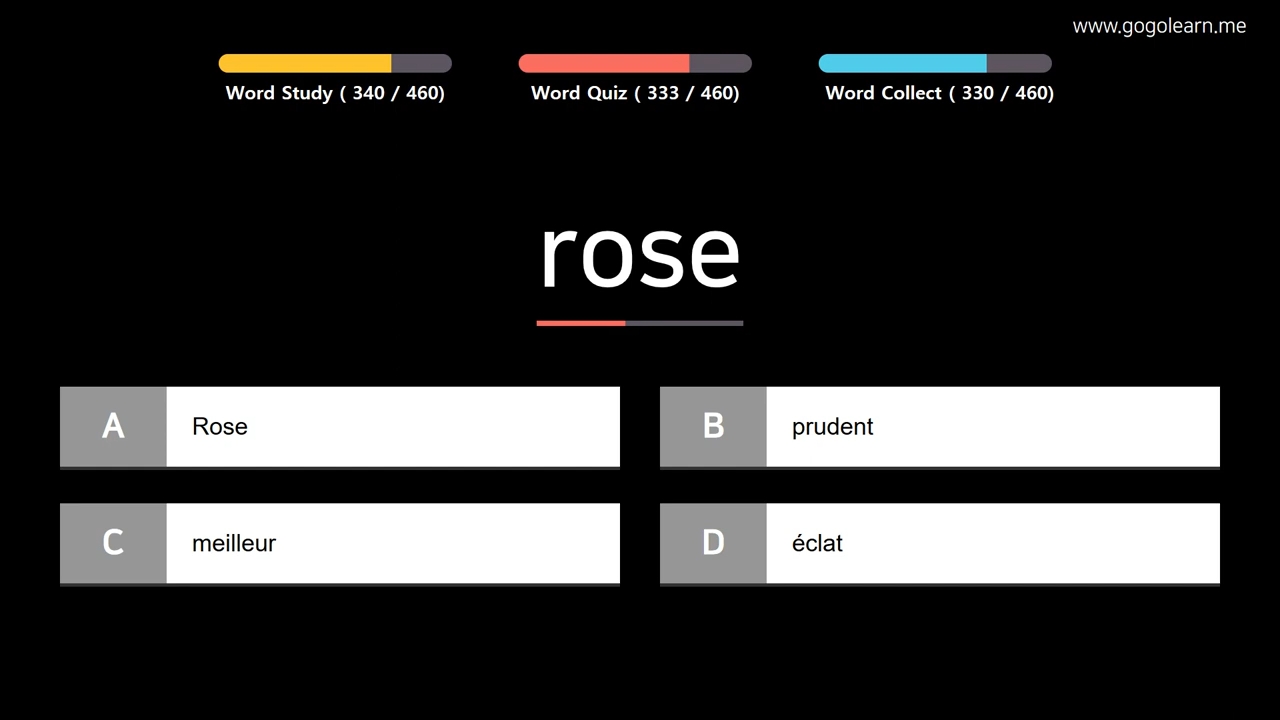 www.gogolearn.me
Word Study ( 340 / 460)
Word Quiz ( 333 / 460)
Word Collect ( 330 / 460)
rose
A Rose
B prudent
C meilleur
D éclat